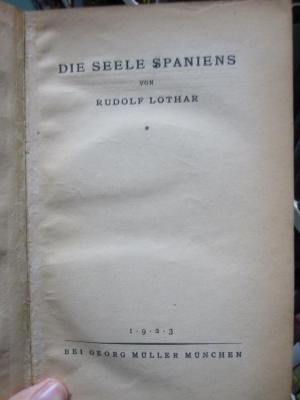 DIE SEELE SPANIENS
VON
RUDOLF LOTHAR
*
1.9.2.3
BEI GEORG MÜLLER MÜNCHEN